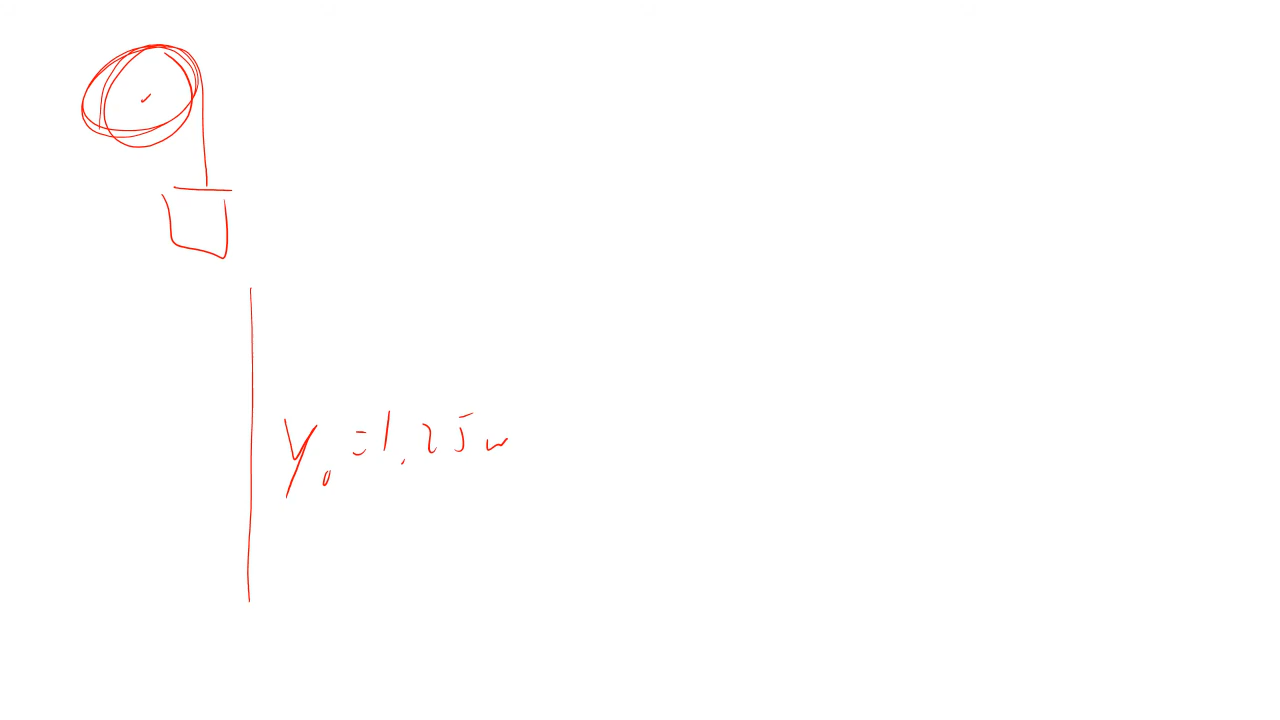 y₀ = 1.25 m